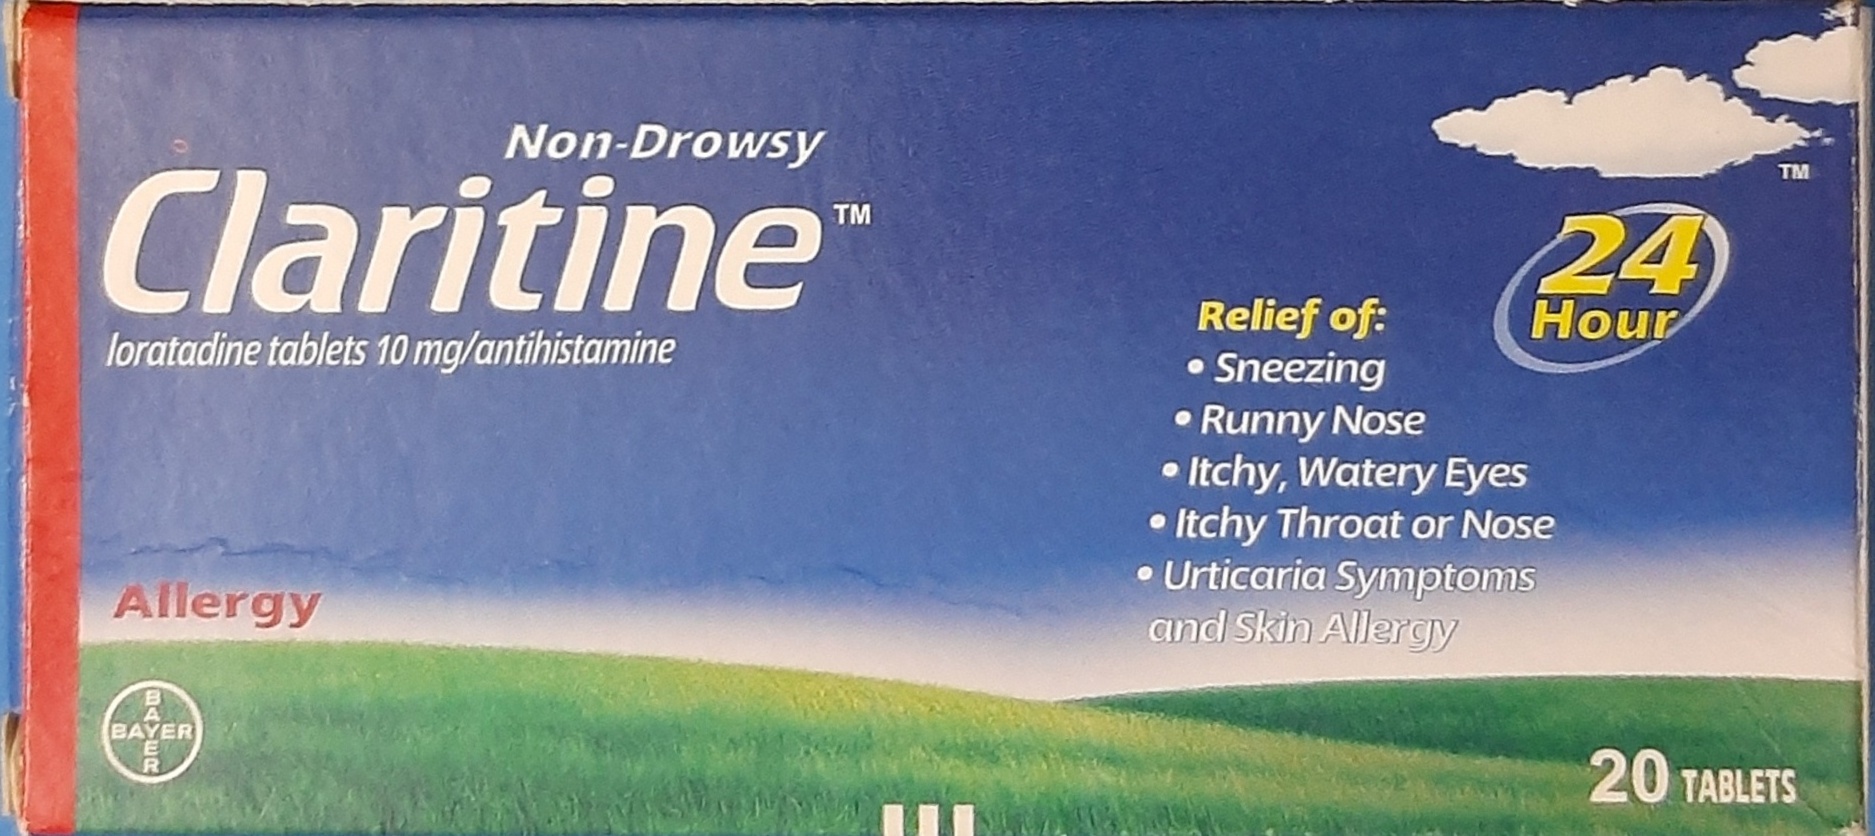 Non-Drowsy
Claritine™
loratadine tablets 10 mg/antihistamine
™
24
Hour
Relief of:
• Sneezing
• Runny Nose
• Itchy, Watery Eyes
• Itchy Throat or Nose
• Urticaria Symptoms
and Skin Allergy
Allergy
BAYER
BAYER
20 TABLETS